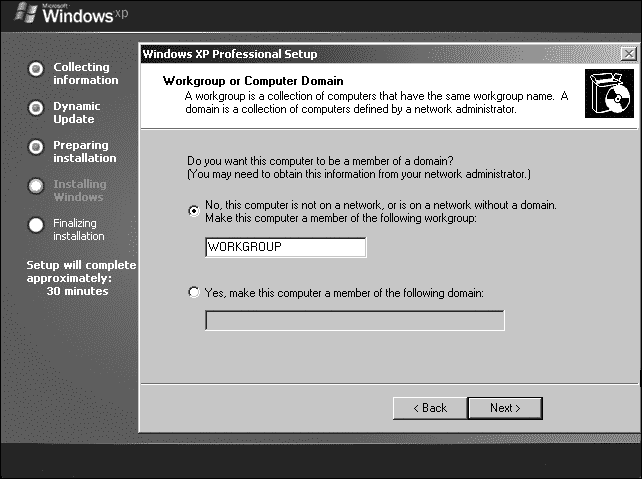 Microsoft
Windows xp
Collecting
information
Dynamic
Update
Preparing
installation
Installing
Windows
Finalizing
installation
Setup will complete
approximately:
30 minutes
Windows XP Professional Setup
Workgroup or Computer Domain
A workgroup is a collection of computers that have the same workgroup name. A
domain is a collection of computers defined by a network administrator.
Do you want this computer to be a member of a domain?
(You may need to obtain this information from your network administrator.)
No, this computer is not on a network, or is on a network without a domain.
Make this computer a member of the following workgroup:
WORKGROUP
Yes, make this computer a member of the following domain:
< Back
Next >